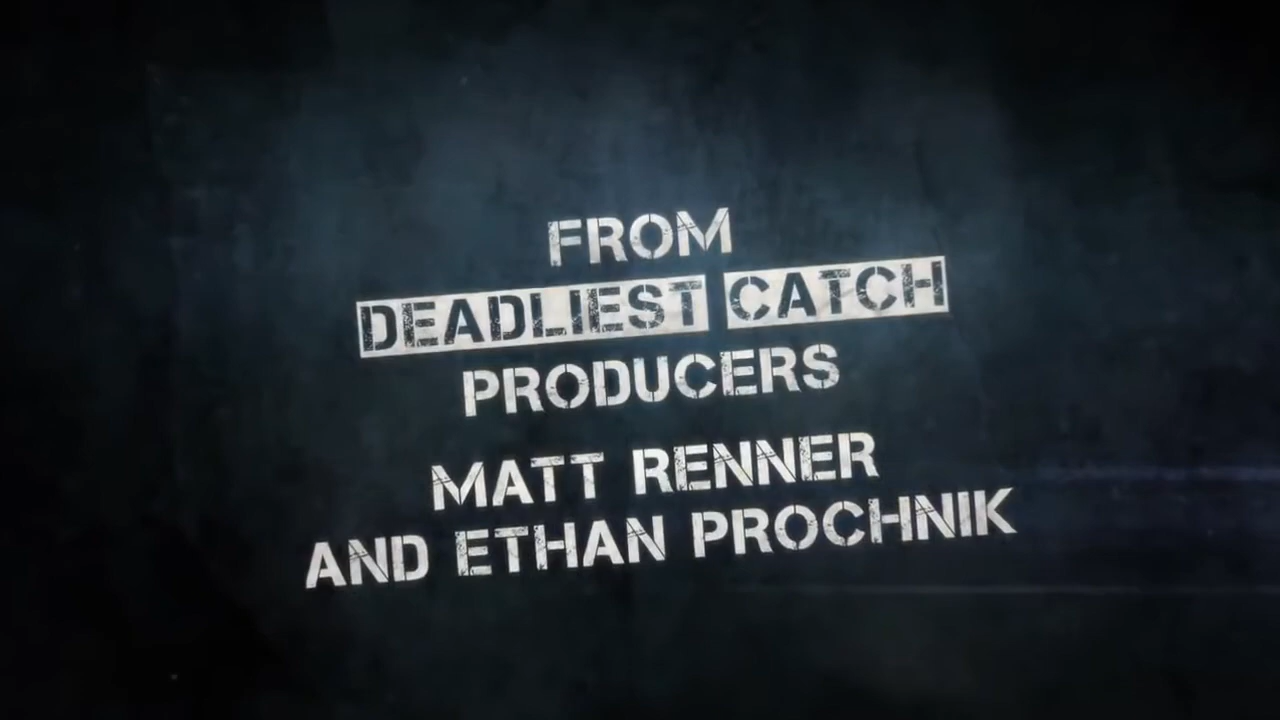 FROM
DEADLIEST CATCH
PRODUCERS
MATT RENNER
AND ETHAN PROCHNIK